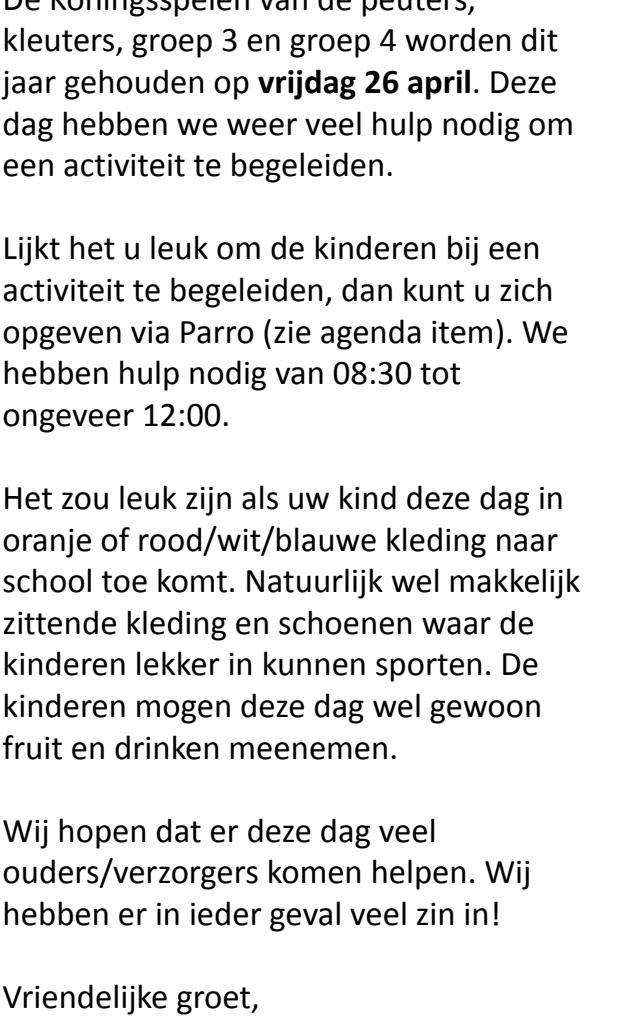 De Koningsspelen van de peuters,
kleuters, groep 3 en groep 4 worden dit
jaar gehouden op vrijdag 26 april. Deze
dag hebben we weer veel hulp nodig om
een activiteit te begeleiden.
Lijkt het u leuk om de kinderen bij een
activiteit te begeleiden, dan kunt u zich
opgeven via Parro (zie agenda item). We
hebben hulp nodig van 08:30 tot
ongeveer 12:00.
Het zou leuk zijn als uw kind deze dag in
oranje of rood/wit/blauwe kleding naar
school toe komt. Natuurlijk wel makkelijk
zittende kleding en schoenen waar de
kinderen lekker in kunnen sporten. De
kinderen mogen deze dag wel gewoon
fruit en drinken meenemen.
Wij hopen dat er deze dag veel
ouders/verzorgers komen helpen. Wij
hebben er in ieder geval veel zin in!
Vriendelijke groet,